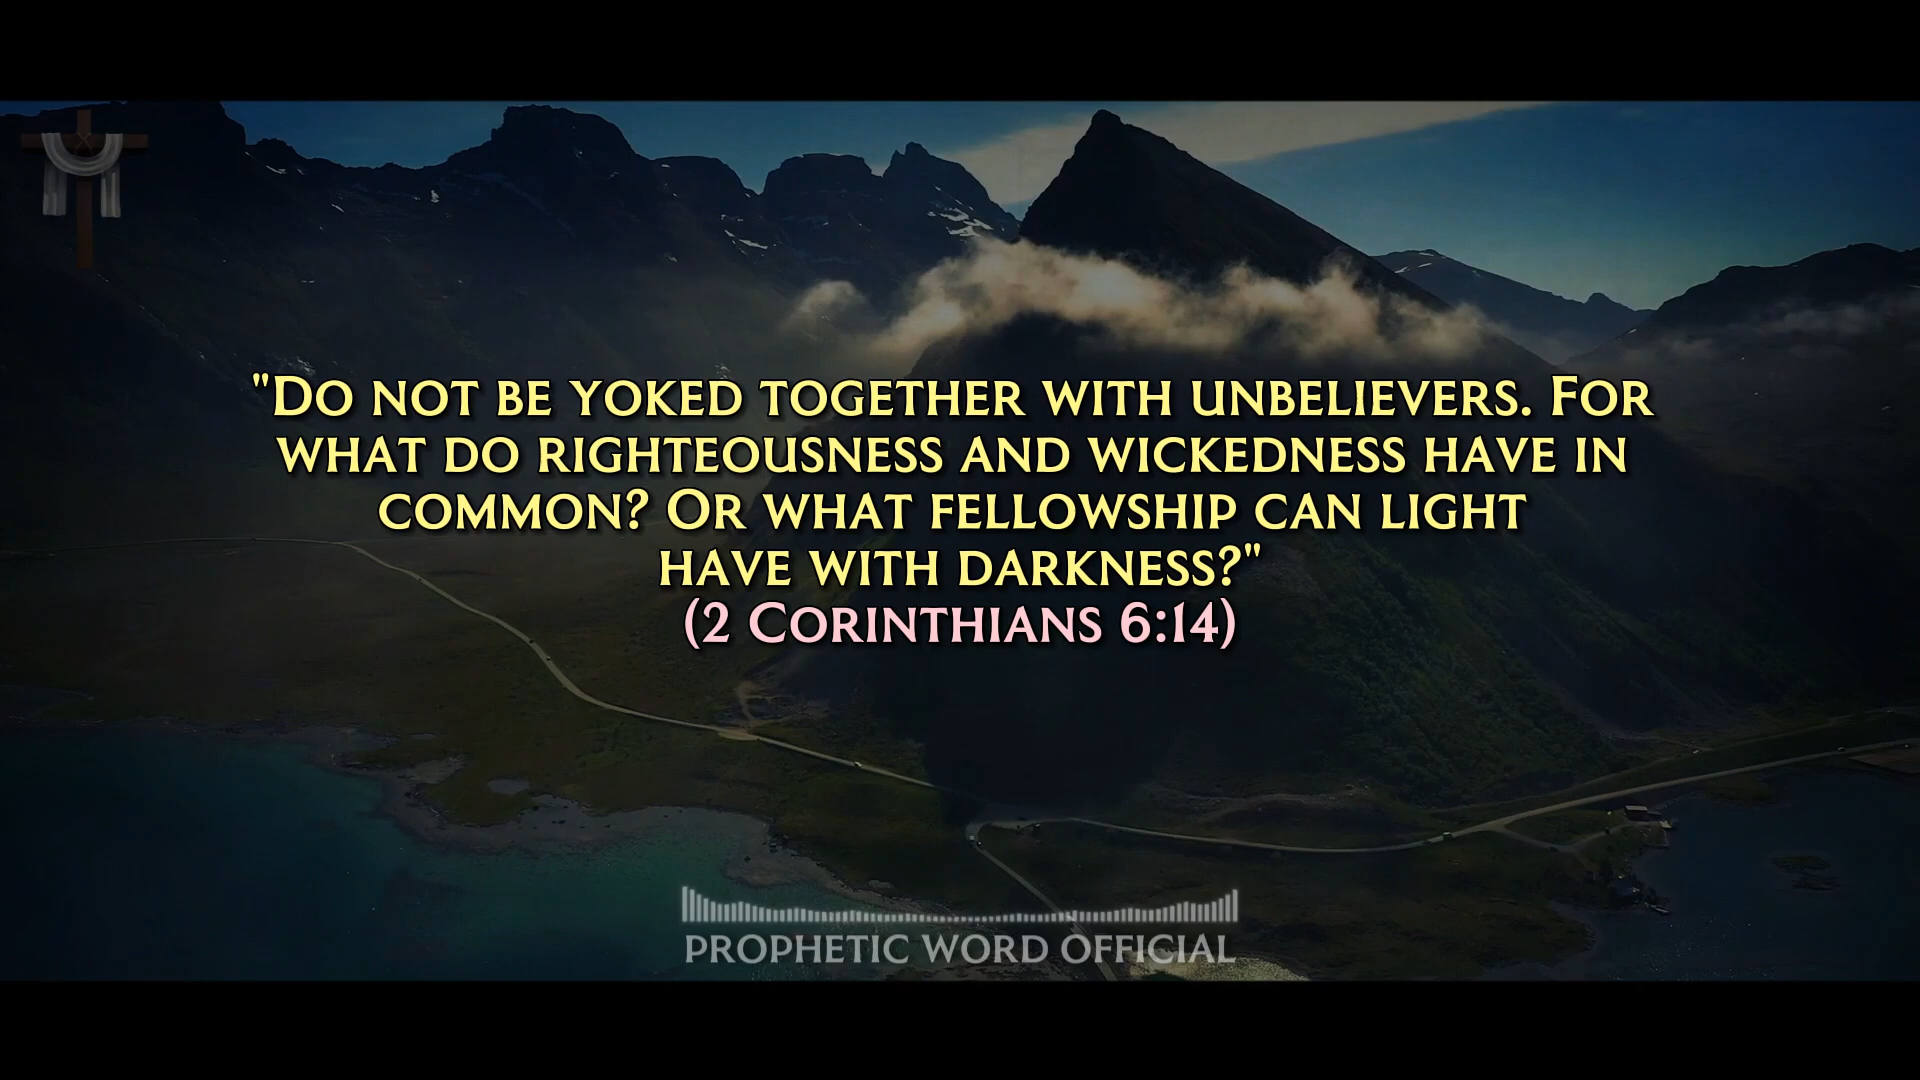 "Do not be yoked together with unbelievers. For
what do righteousness and wickedness have in
common? Or what fellowship can light
have with darkness?"
(2 Corinthians 6:14)
PROPHETIC WORD OFFICIAL